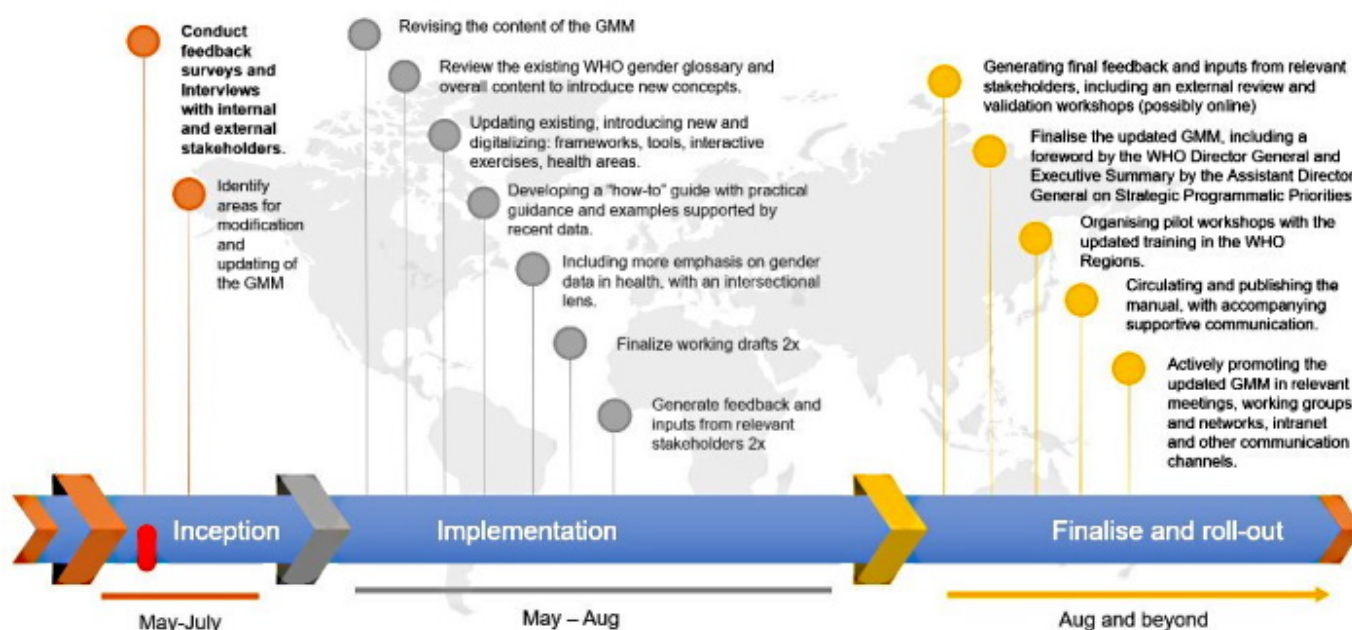 Conduct
feedback
surveys and
Interviews
with internal
and external
stakeholders.
Identify
areas for
modification
and
updating of
the GMM
Revising the content of the GMM
Review the existing WHO gender glossary and
overall content to introduce new concepts.
Updating existing, introducing new and
digitalizing: frameworks, tools, interactive
exercises, health areas.
Developing a "how-to" guide with practical
guidance and examples supported by
recent data.
Including more emphasis on gender
data in health, with an intersectional
lens.
Finalize working drafts 2x
Generate feedback and
inputs from relevant
stakeholders 2x
Generating final feedback and inputs from relevant
stakeholders, including an external review and
validation workshops (possibly online)
Finalise the updated GMM, including a
foreword by the WHO Director General and
Executive Summary by the Assistant Director
General on Strategic Programmatic Priorities
Organising pilot workshops with the
updated training in the WHO
Regions.
Circulating and publishing the
manual, with accompanying
supportive communication.
Actively promoting the
updated GMM in relevant
meetings, working groups
and networks, intranet
and other communication
channels.
Inception
Implementation
Finalise and roll-out
May-July
May – Aug
Aug and beyond